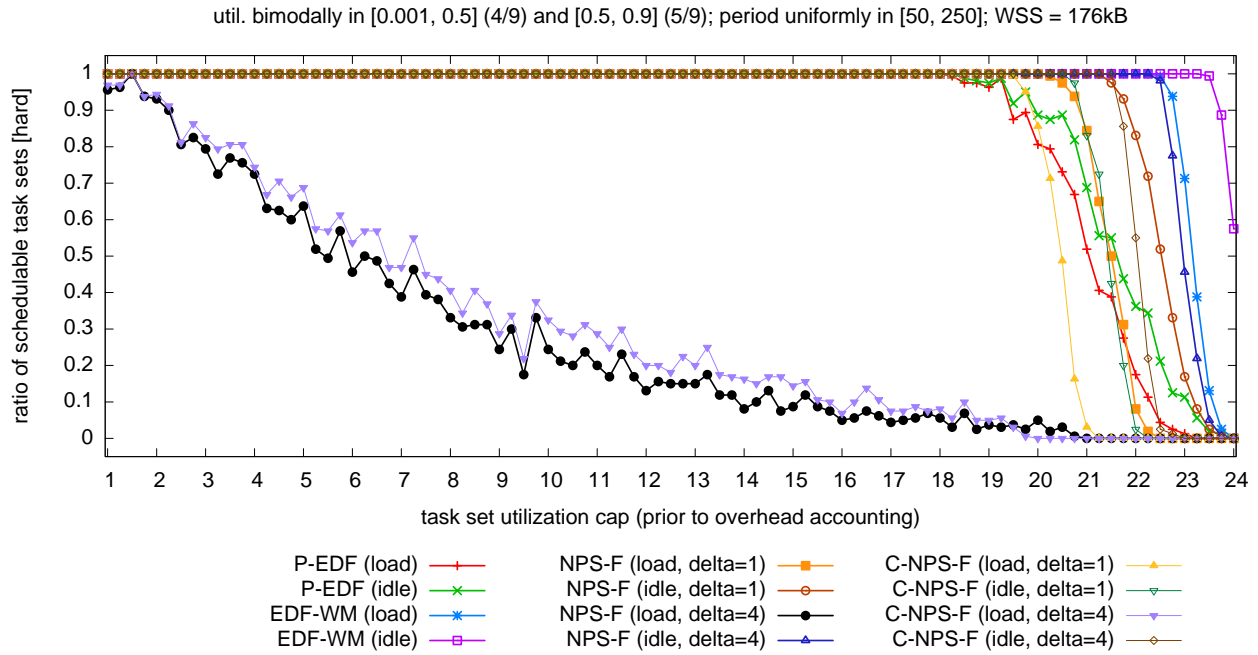 util. bimodally in [0.001, 0.5] (4/9) and [0.5, 0.9] (5/9); period uniformly in [50, 250]; WSS = 176kB
ratio of schedulable task sets [hard]
1
0.9
0.8
0.7
0.6
0.5
0.4
0.3
0.2
0.1
0
1 2 3 4 5 6 7 8 9 10 11 12 13 14 15 16 17 18 19 20 21 22 23 24
task set utilization cap (prior to overhead accounting)
P-EDF (load) NPS-F (load, delta=1) C-NPS-F (load, delta=1)
P-EDF (idle) NPS-F (idle, delta=1) C-NPS-F (idle, delta=1)
EDF-WM (load) NPS-F (load, delta=4) C-NPS-F (load, delta=4)
EDF-WM (idle) NPS-F (idle, delta=4) C-NPS-F (idle, delta=4)